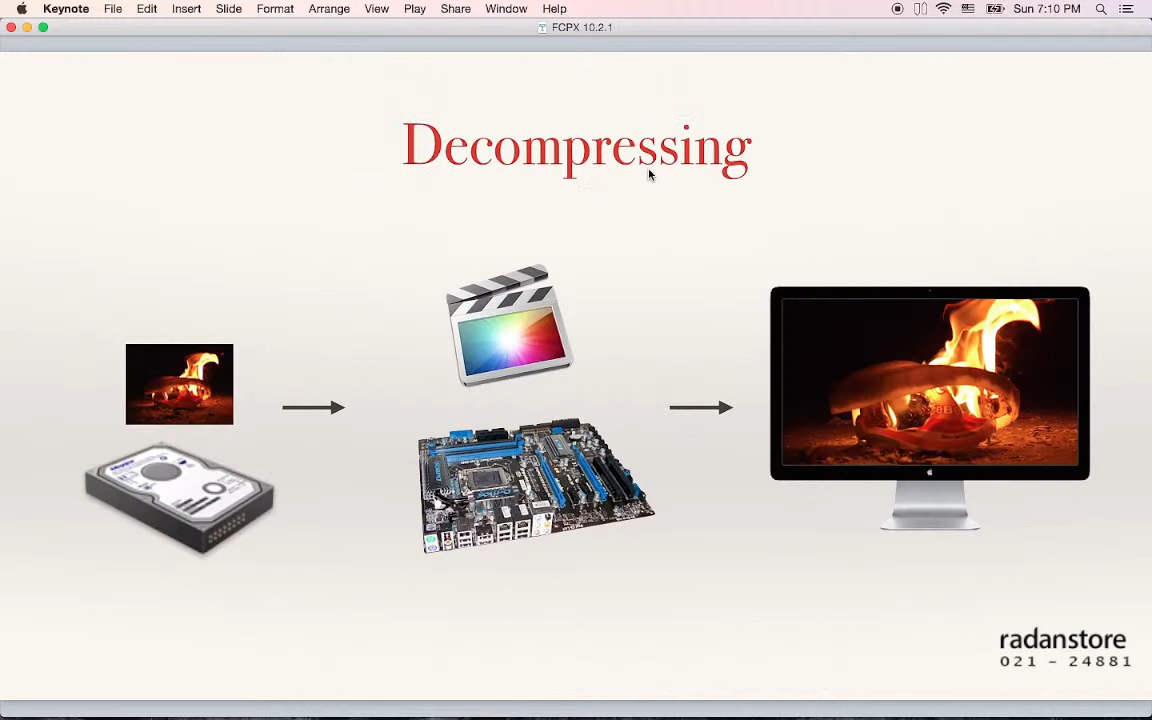 Keynote File Edit Insert Slide Format Arrange View Play Share Window Help Sun 7:10 PM
FCPX 10.2.1
Decompressing
radanstore
021 - 24881